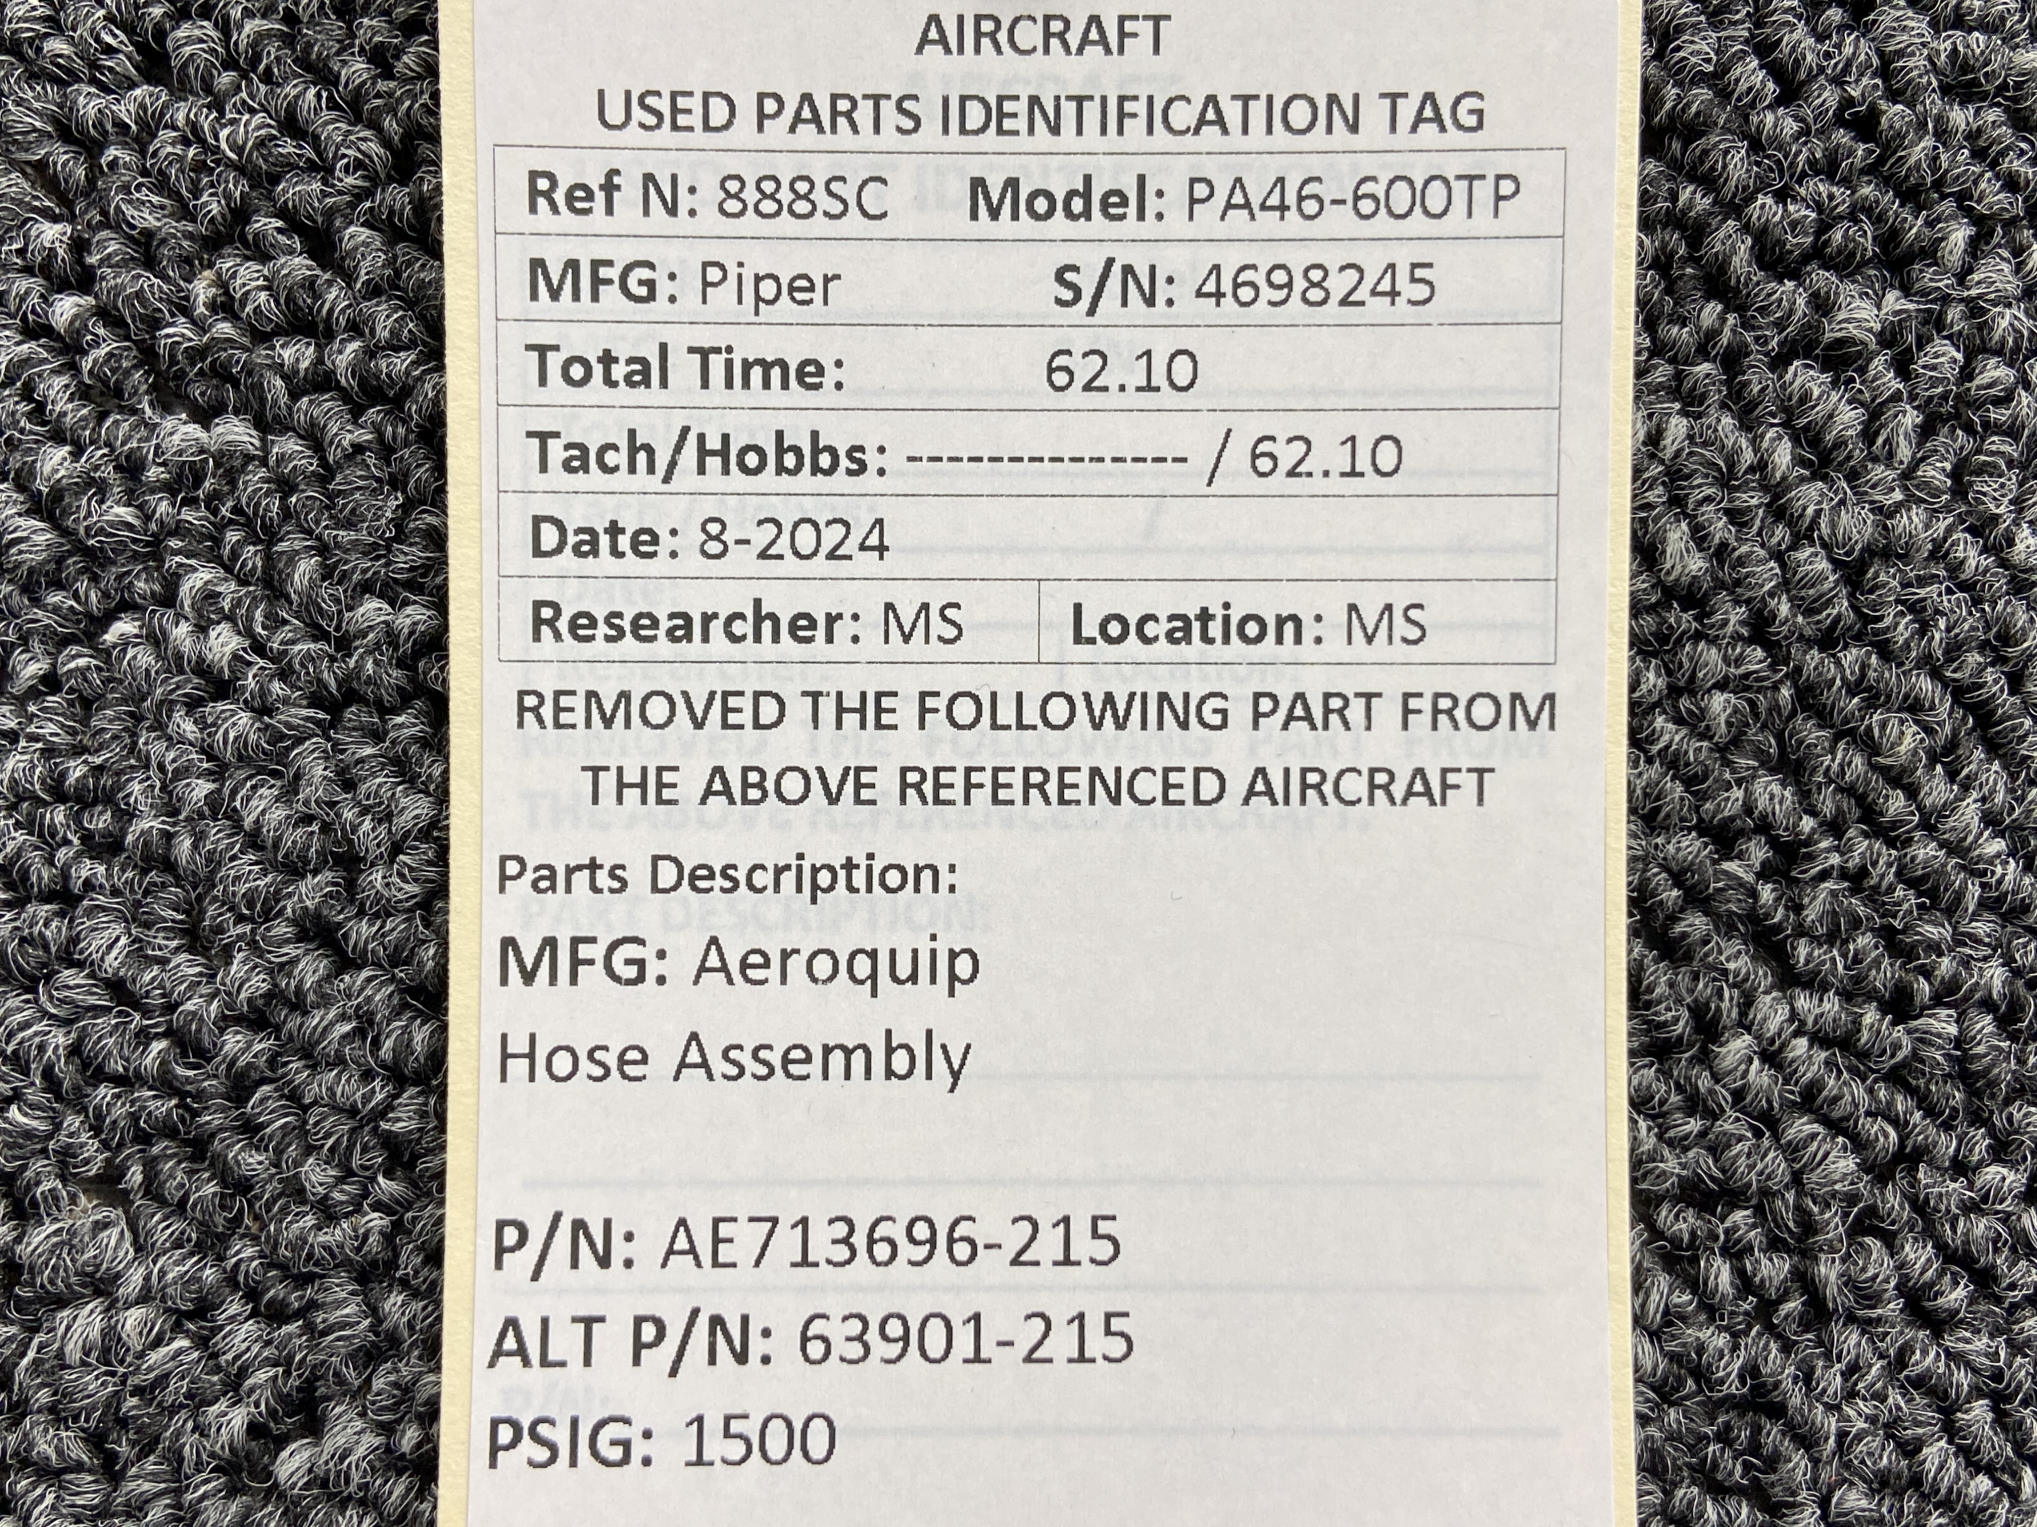 AIRCRAFT
USED PARTS IDENTIFICATION TAG
Ref N: 888SC Model: PA46-600TP
MFG: Piper S/N: 4698245
Total Time: 62.10
Tach/Hobbs: -------------- / 62.10
Date: 8-2024
Researcher: MS Location: MS
REMOVED THE FOLLOWING PART FROM
THE ABOVE REFERENCED AIRCRAFT
Parts Description:
MFG: Aeroquip
Hose Assembly
P/N: AE713696-215
ALT P/N: 63901-215
PSIG: 1500